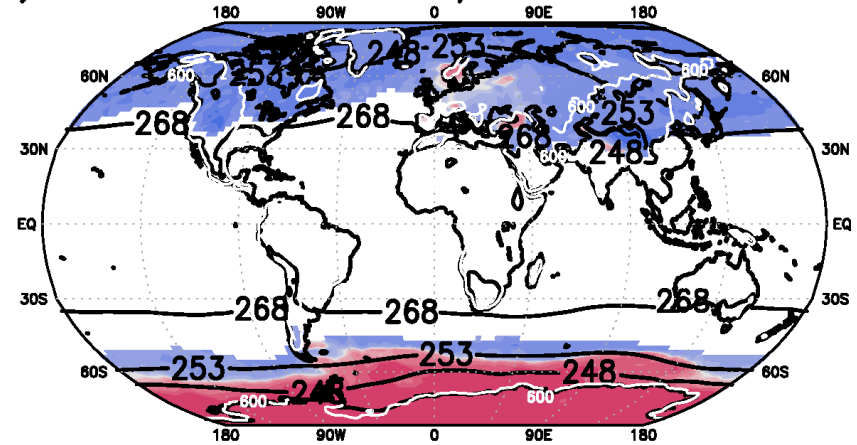 180 90W 0 90E 180
248 253
60N 600 253 600 60N
268 268 268 600 253
30N 600 248 30N
EQ EQ
30S 268 268 268 30S
60S 253 253 248 60S
248 600 600
180 90W 0 90E 180